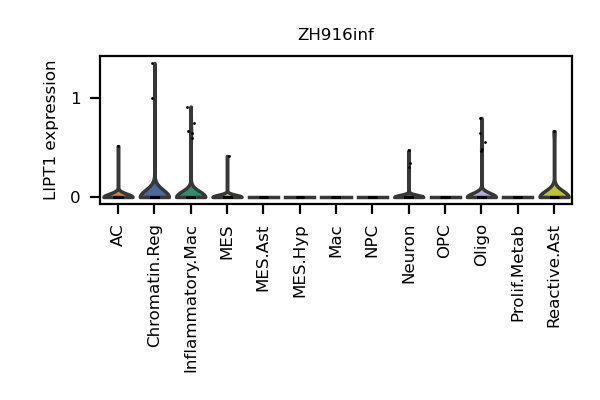 ZH916inf
LIPT1 expression
1
0
AC
Chromatin.Reg
Inflammatory.Mac
MES
MES.Ast
MES.Hyp
Mac
NPC
Neuron
OPC
Oligo
Prolif.Metab
Reactive.Ast